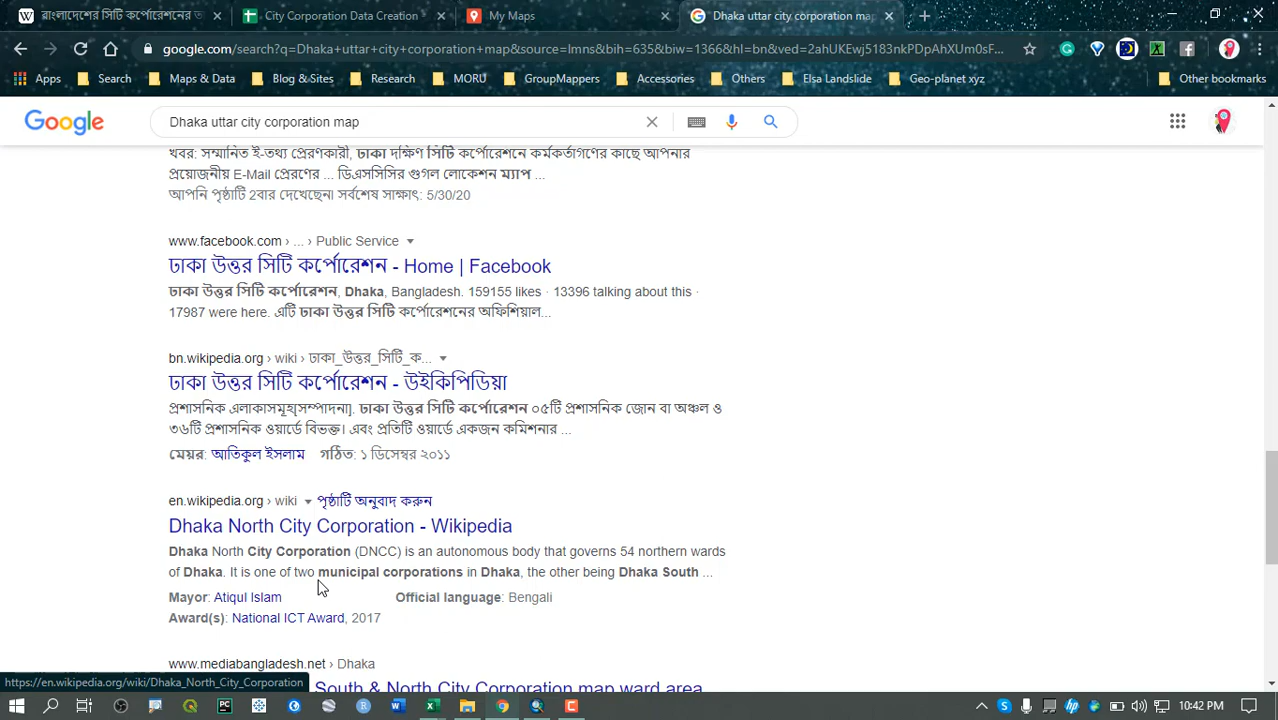 বাংলাদেশের সিটি কর্পোরেশনের ত
City Corporation Data Creation
My Maps
Dhaka uttar city corporation map
google.com/search?q=Dhaka+uttar+city+corporation+map&source=lmns&bih=635&biw=1366&hl=bn&ved=2ahUKEwj5183nkPDpAhXUm0sF...
Apps
Search
Maps & Data
Blog & Sites
Research
MORU
GroupMappers
Accessories
Others
Elsa Landslide
Geo-planet xyz
Other bookmarks
Google
Dhaka uttar city corporation map
খবর: সম্মানিত ই-তথ্য প্রেরণকারী, ঢাকা দক্ষিণ সিটি কর্পোরেশনে কর্মকর্তাগণের কাছে আপনার
প্রয়োজনীয় E-Mail প্রেরণের ... ডিএসসিসির গুগল লোকেশন ম্যাপ ...
আপনি পৃষ্ঠাটি 2বার দেখেছেন। সর্বশেষ সাক্ষাৎ: 5/30/20
www.facebook.com › ... › Public Service
ঢাকা উত্তর সিটি কর্পোরেশন - Home | Facebook
ঢাকা উত্তর সিটি কর্পোরেশন, Dhaka, Bangladesh. 159155 likes · 13396 talking about this ·
17987 were here. এটি ঢাকা উত্তর সিটি কর্পোরেশনের অফিশিয়াল...
bn.wikipedia.org › wiki › ঢাকা_উত্তর_সিটি_ক...
ঢাকা উত্তর সিটি কর্পোরেশন - উইকিপিডিয়া
প্রশাসনিক এলাকাসমূহ[সম্পাদনা]. ঢাকা উত্তর সিটি কর্পোরেশন ০৫টি প্রশাসনিক জোন বা অঞ্চল ও
৩৬টি প্রশাসনিক ওয়ার্ডে বিভক্ত। এবং প্রতিটি ওয়ার্ডে একজন কমিশনার ...
মেয়র: আতিকুল ইসলাম গঠিত: ১ ডিসেম্বর ২০১১
en.wikipedia.org › wiki পৃষ্ঠাটি অনুবাদ করুন
Dhaka North City Corporation - Wikipedia
Dhaka North City Corporation (DNCC) is an autonomous body that governs 54 northern wards
of Dhaka. It is one of two municipal corporations in Dhaka, the other being Dhaka South ...
Mayor: Atiqul Islam Official language: Bengali
Award(s): National ICT Award, 2017
www.mediabangladesh.net › Dhaka
South & North City Corporation map ward area
https://en.wikipedia.org/wiki/Dhaka_North_City_Corporation
10:42 PM